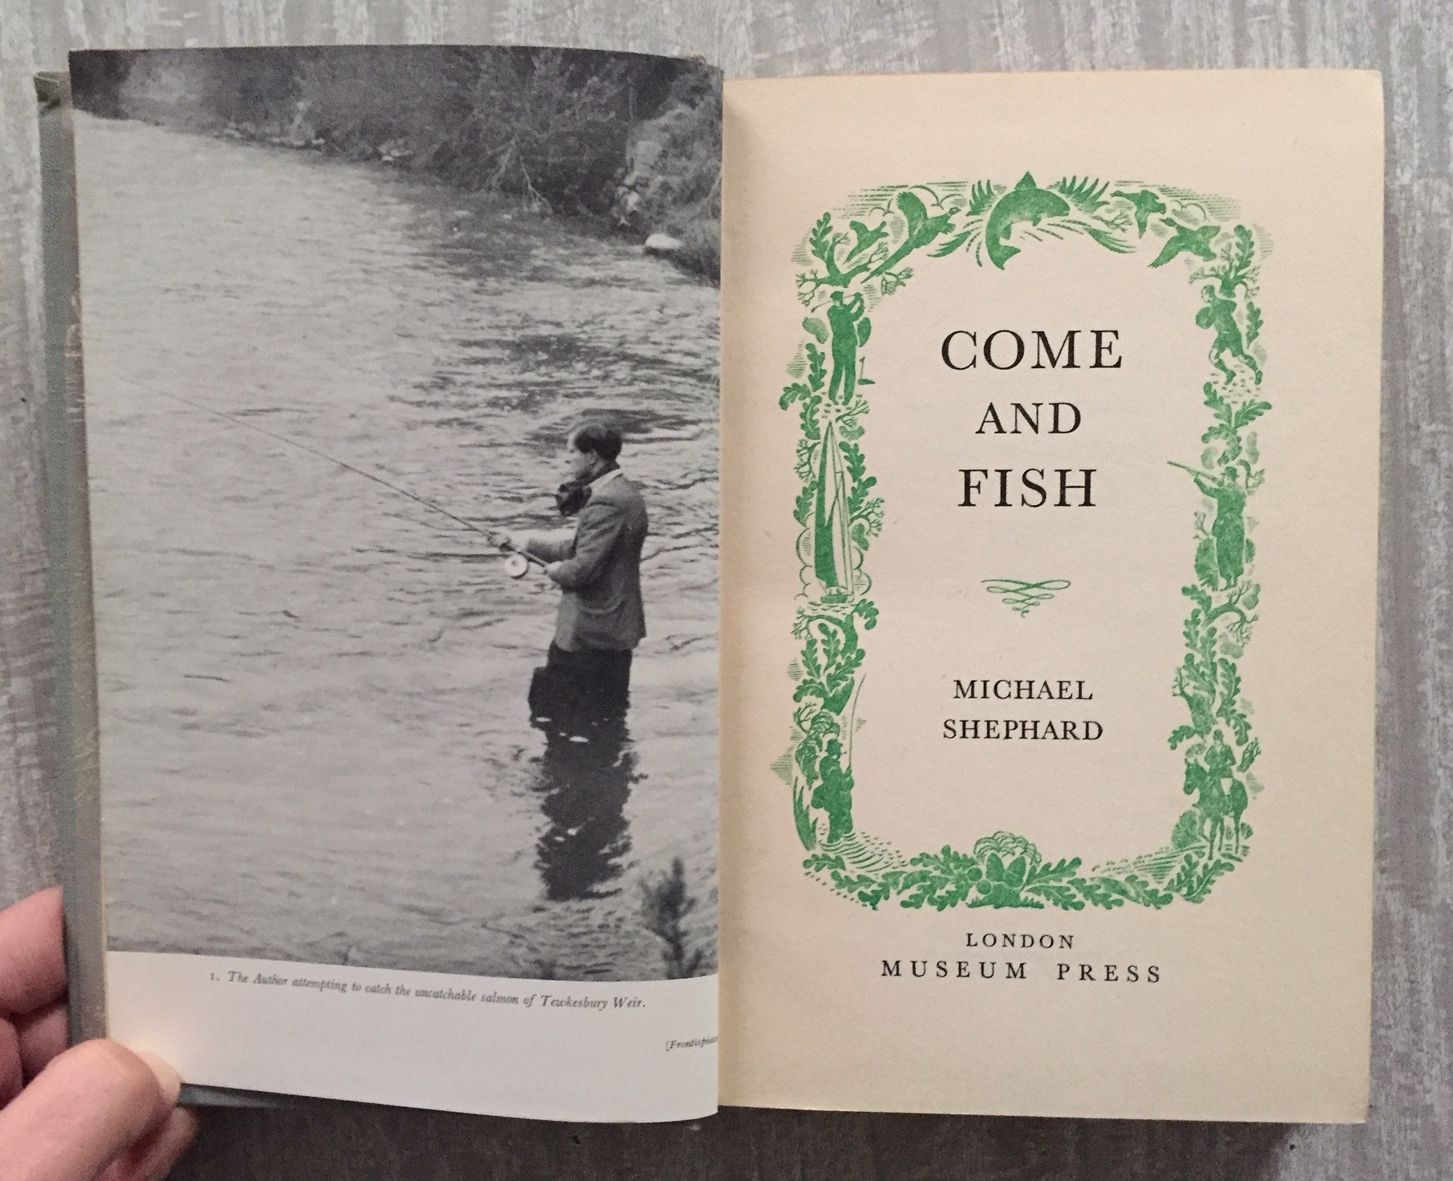 1. The Author attempting to catch the uncatchable salmon of Tewkesbury Weir.
[Frontispiece
COME
AND
FISH
MICHAEL
SHEPHARD
LONDON
MUSEUM PRESS